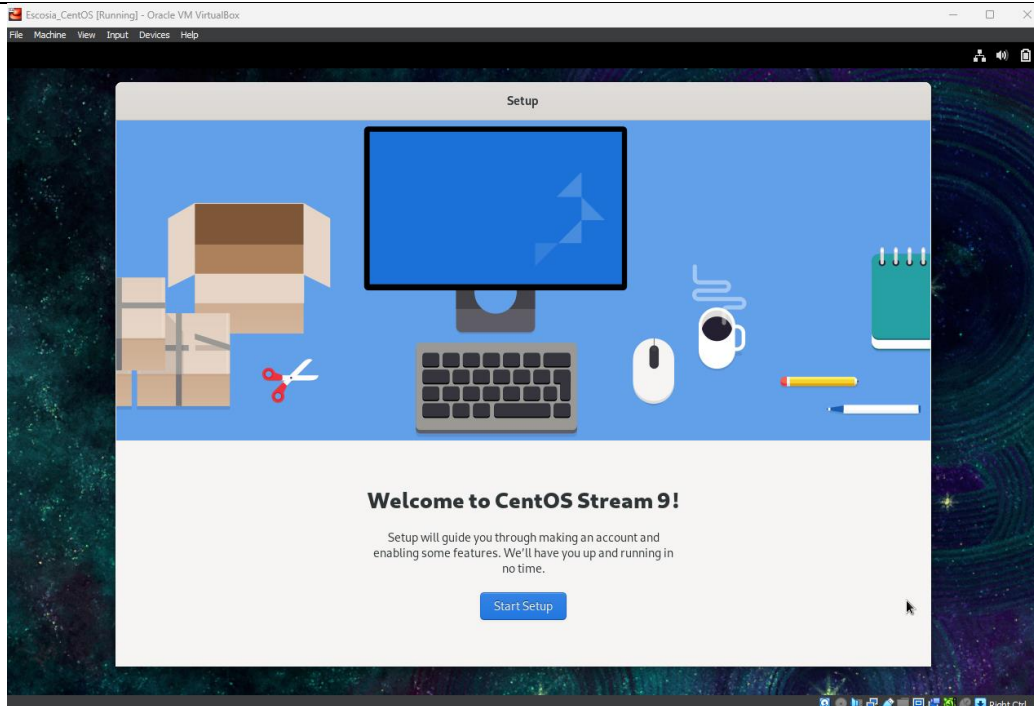 Escosia_CentOS [Running] - Oracle VM VirtualBox
File Machine View Input Devices Help
Setup
Welcome to CentOS Stream 9!
Setup will guide you through making an account and
enabling some features. We'll have you up and running in
no time.
Start Setup
Right Ctrl